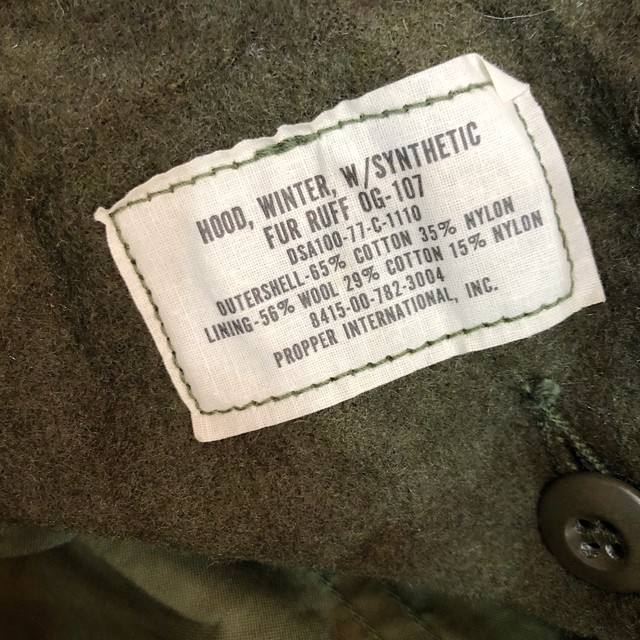 HOOD, WINTER, W/SYNTHETIC
FUR RUFF OG-107
DSA100-77-C-1110
OUTERSHELL-65% COTTON 35% NYLON
LINING-56% WOOL 29% COTTON 15% NYLON
8415-00-782-3004
PROPPER INTERNATIONAL, INC.